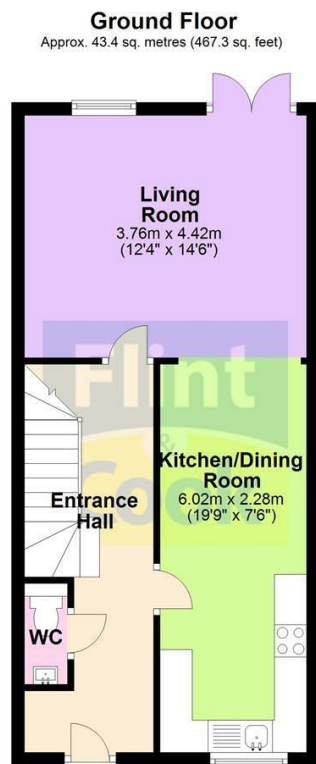 Ground Floor
Approx. 43.4 sq. metres (467.3 sq. feet)
Living
Room
3.76m x 4.42m
(12'4" x 14'6")
Flint
&
Cook
Kitchen/Dining
Room
6.02m x 2.28m
(19'9" x 7'6")
Entrance
Hall
WC